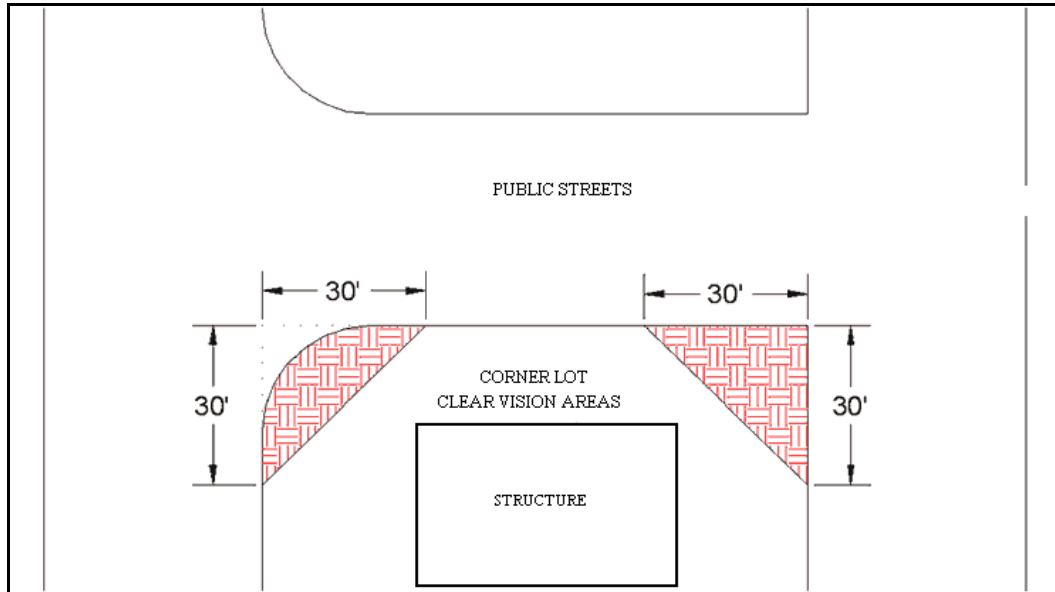 PUBLIC STREETS
30'
30'
30'
30'
CORNER LOT
CLEAR VISION AREAS
STRUCTURE